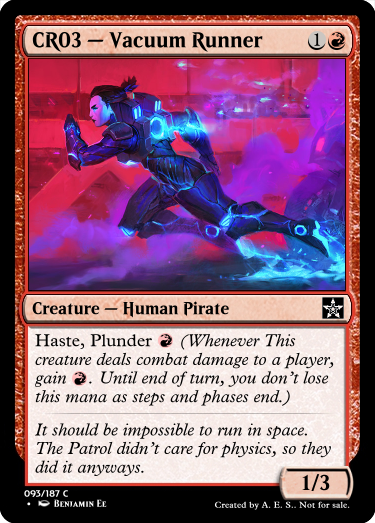 CR03 — Vacuum Runner 1
Creature — Human Pirate
Haste, Plunder (Whenever This
creature deals combat damage to a player,
gain . Until end of turn, you don't lose
this mana as steps and phases end.)
It should be impossible to run in space.
The Patrol didn't care for physics, so they
did it anyways.
1/3
093/187 C
• Benjamin Ee
Created by A. E. S.. Not for sale.